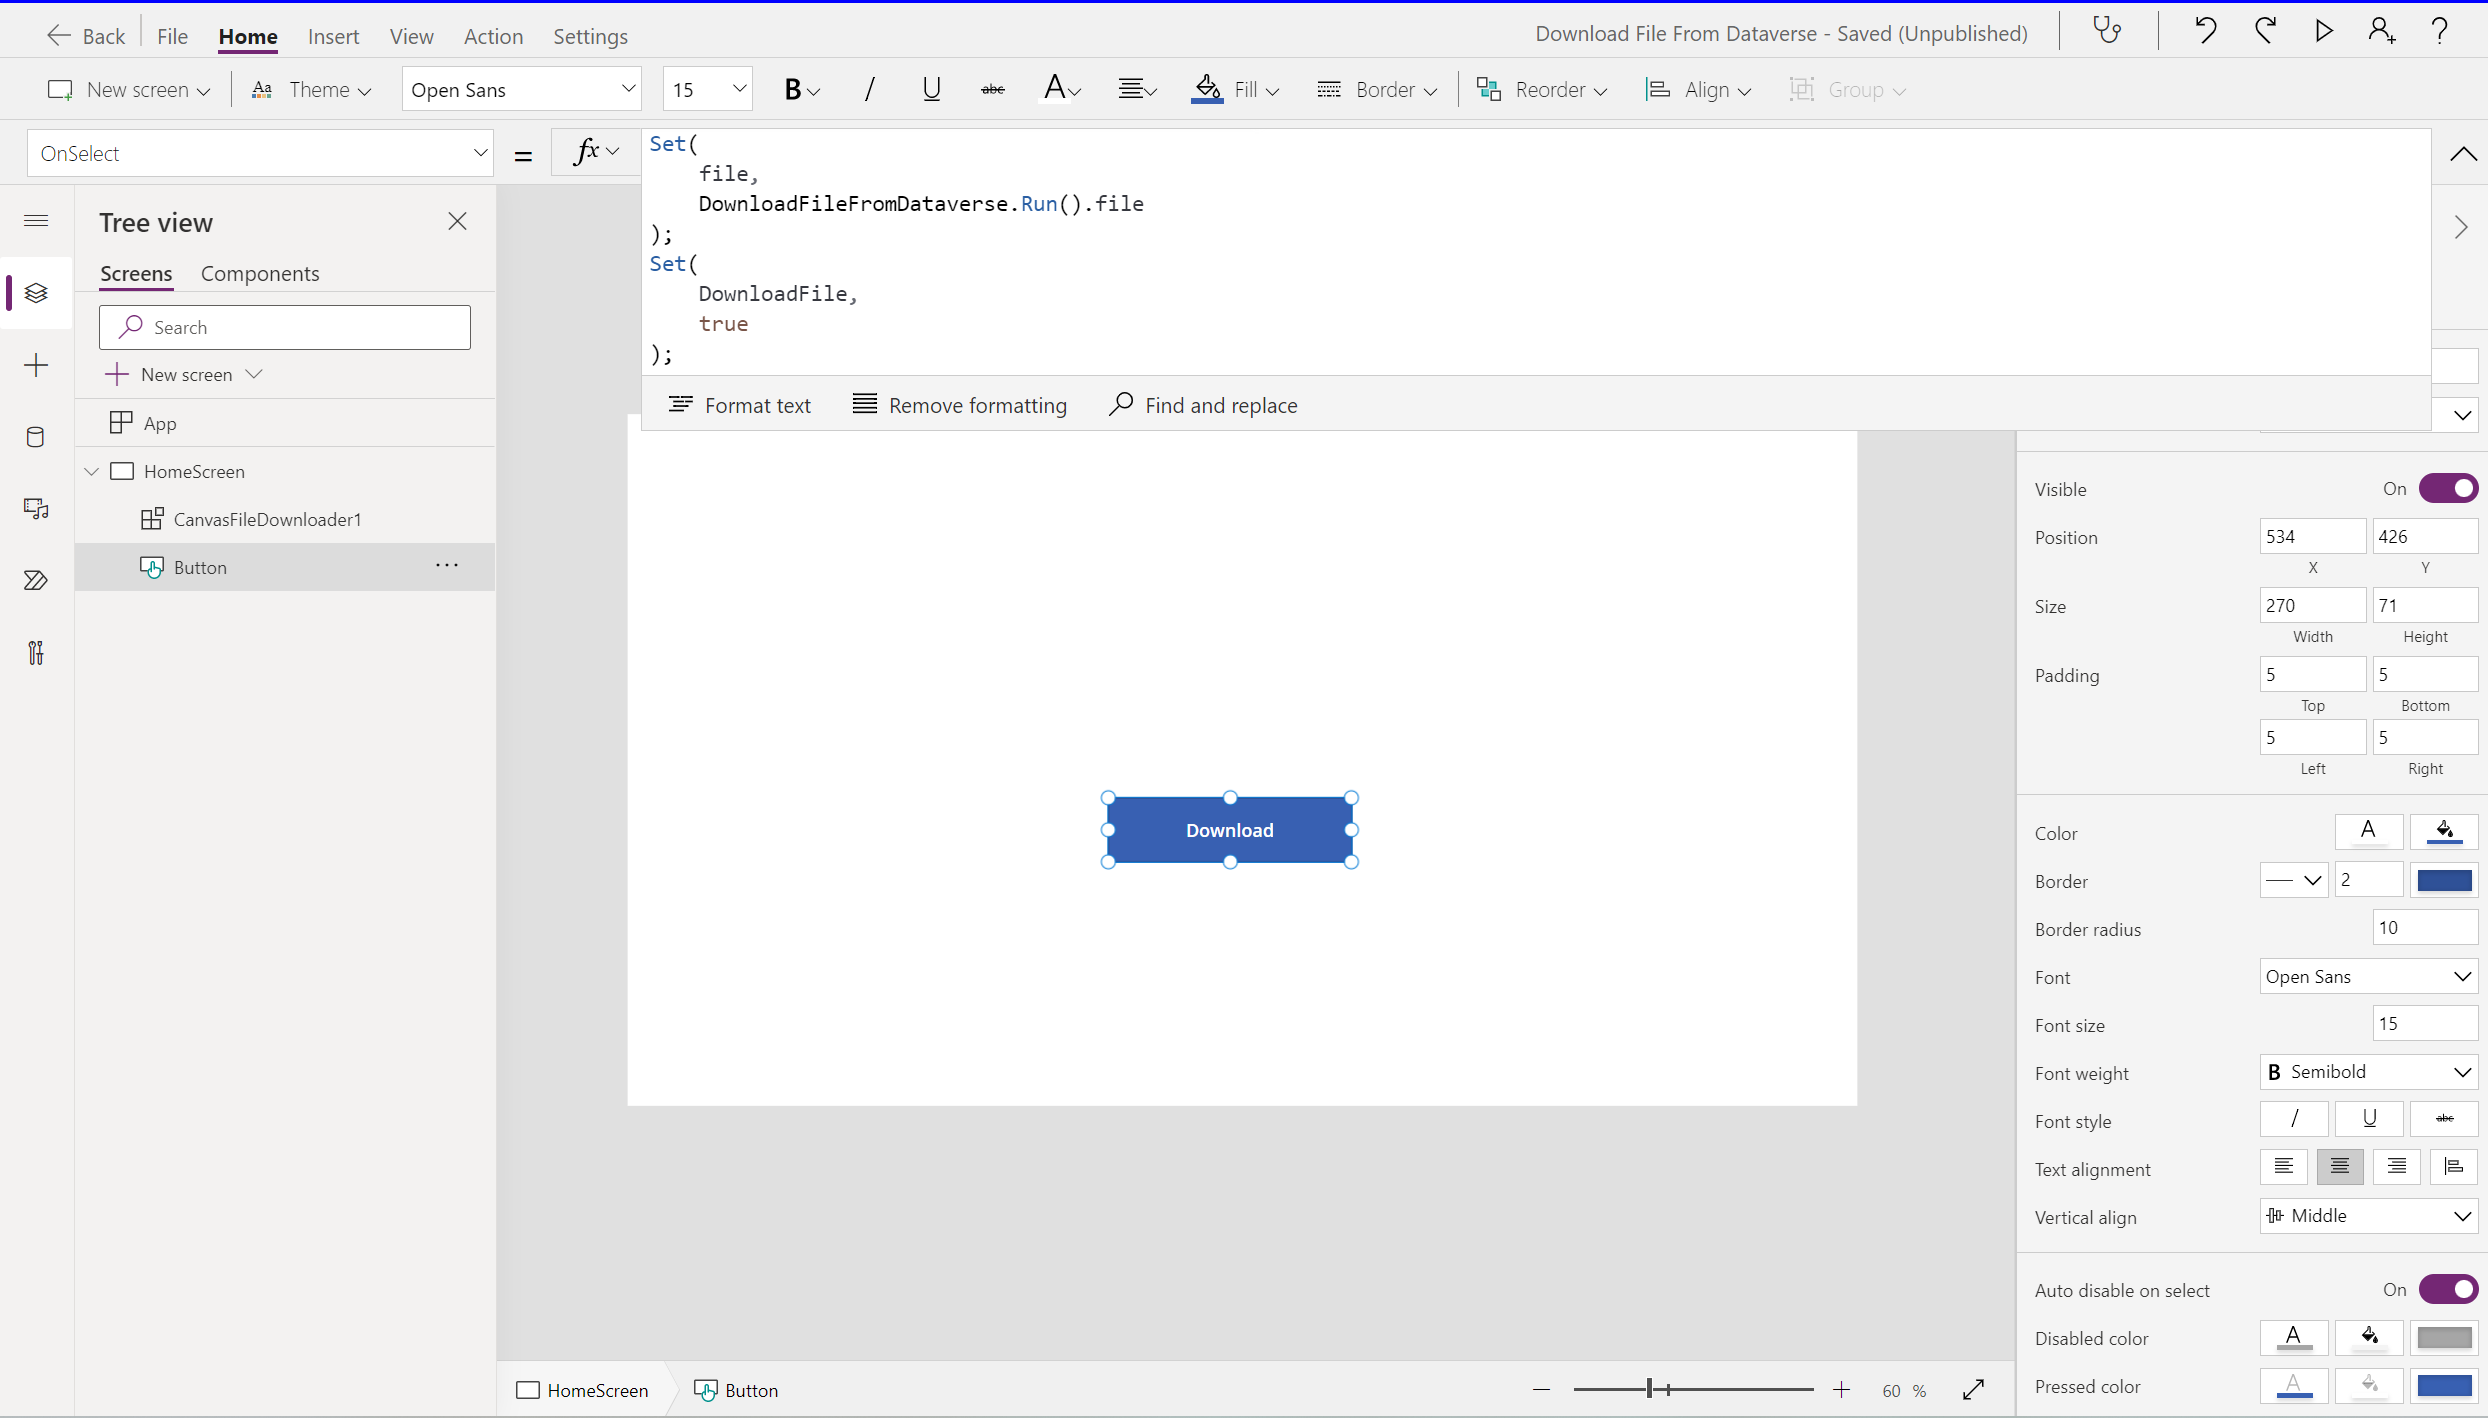 Back
File
Home
Insert
View
Action
Settings
Download File From Dataverse - Saved (Unpublished)
New screen
Aa
Theme
Open Sans
15
B
/
U
abc
A
Fill
Border
Reorder
Align
Group
OnSelect
=
fx
Set(
file,
DownloadFileFromDataverse.Run().file
);
Set(
DownloadFile,
true
);
Format text
Remove formatting
Find and replace
Tree view
Screens
Components
Search
New screen
App
HomeScreen
CanvasFileDownloader1
Button
Download
Visible
On
Position
534
426
X
Y
Size
270
71
Width
Height
Padding
5
5
Top
Bottom
5
5
Left
Right
Color
A
Border
2
Border radius
10
Font
Open Sans
Font size
15
Font weight
B Semibold
Font style
/
U
abc
Text alignment
Vertical align
Middle
Auto disable on select
On
Disabled color
A
Pressed color
A
HomeScreen
Button
60 %